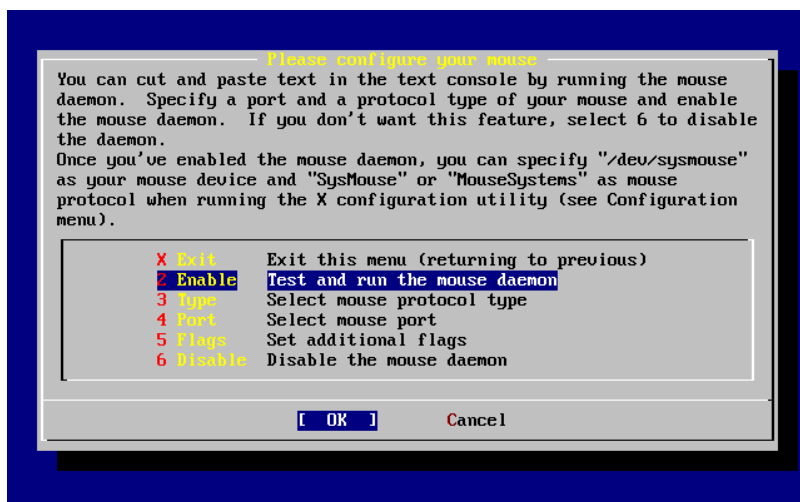 Please configure your mouse
You can cut and paste text in the text console by running the mouse
daemon.  Specify a port and a protocol type of your mouse and enable
the mouse daemon.  If you don't want this feature, select 6 to disable
the daemon.
Once you've enabled the mouse daemon, you can specify "/dev/sysmouse"
as your mouse device and "SysMouse" or "MouseSystems" as mouse
protocol when running the X configuration utility (see Configuration
menu).
X Exit Exit this menu (returning to previous)
2 Enable Test and run the mouse daemon
3 Type Select mouse protocol type
4 Port Select mouse port
5 Flags Set additional flags
6 Disable Disable the mouse daemon
[ OK ] Cancel